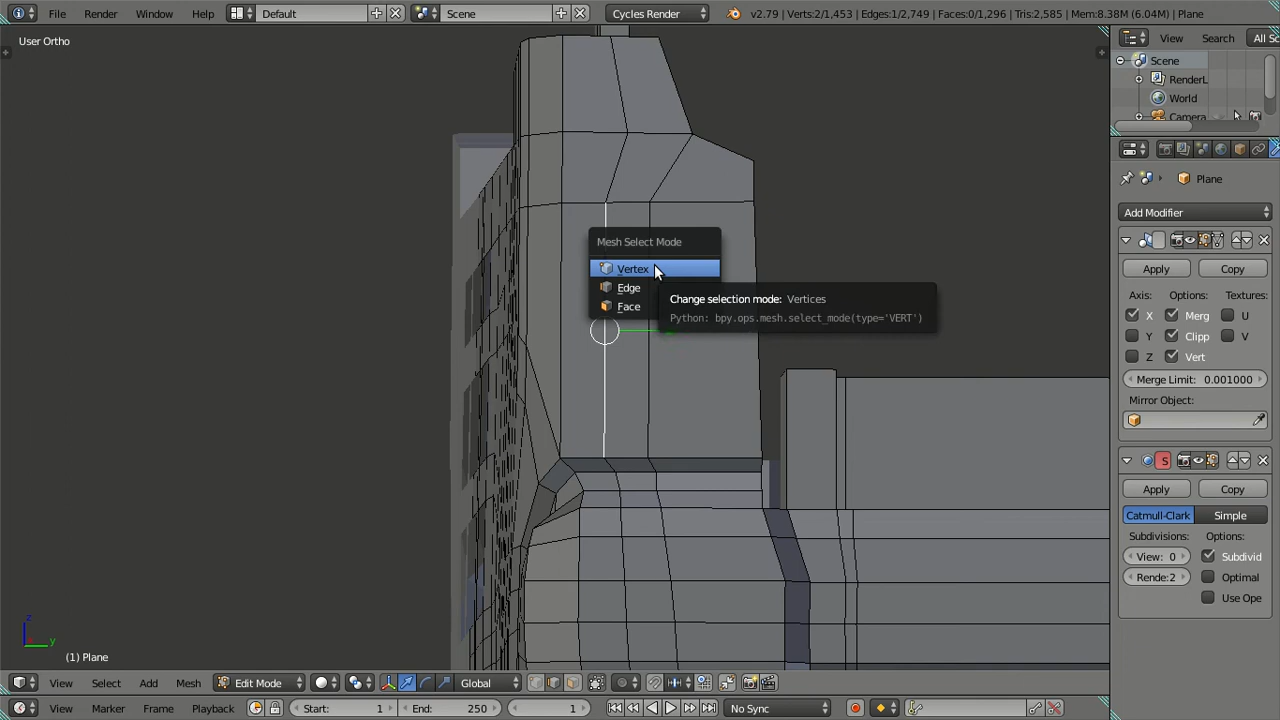 File Render Window Help Default Scene Cycles Render v2.79 | Verts:2/1,453 | Edges:1/2,749 | Faces:0/1,296 | Tris:2,585 | Mem:8.38M (6.04M) | Plane
User Ortho
View Search All Sc
Scene
RenderL
World
Camera
Plane
Add Modifier
Apply Copy
Axis: Options: Textures:
X Merg U
Y Clipp V
Z Vert
Merge Limit: 0.001000
Mirror Object:
S
Apply Copy
Catmull-Clark Simple
Subdivisions: Options:
View: 0 Subdivid
Rende:2 Optimal
Use Ope
Mesh Select Mode
Vertex
Edge
Face
Change selection mode: Vertices
Python: bpy.ops.mesh.select_mode(type='VERT')
z
y
(1) Plane
View Select Add Mesh Edit Mode Global
View Marker Frame Playback Start: 1 End: 250 1 No Sync